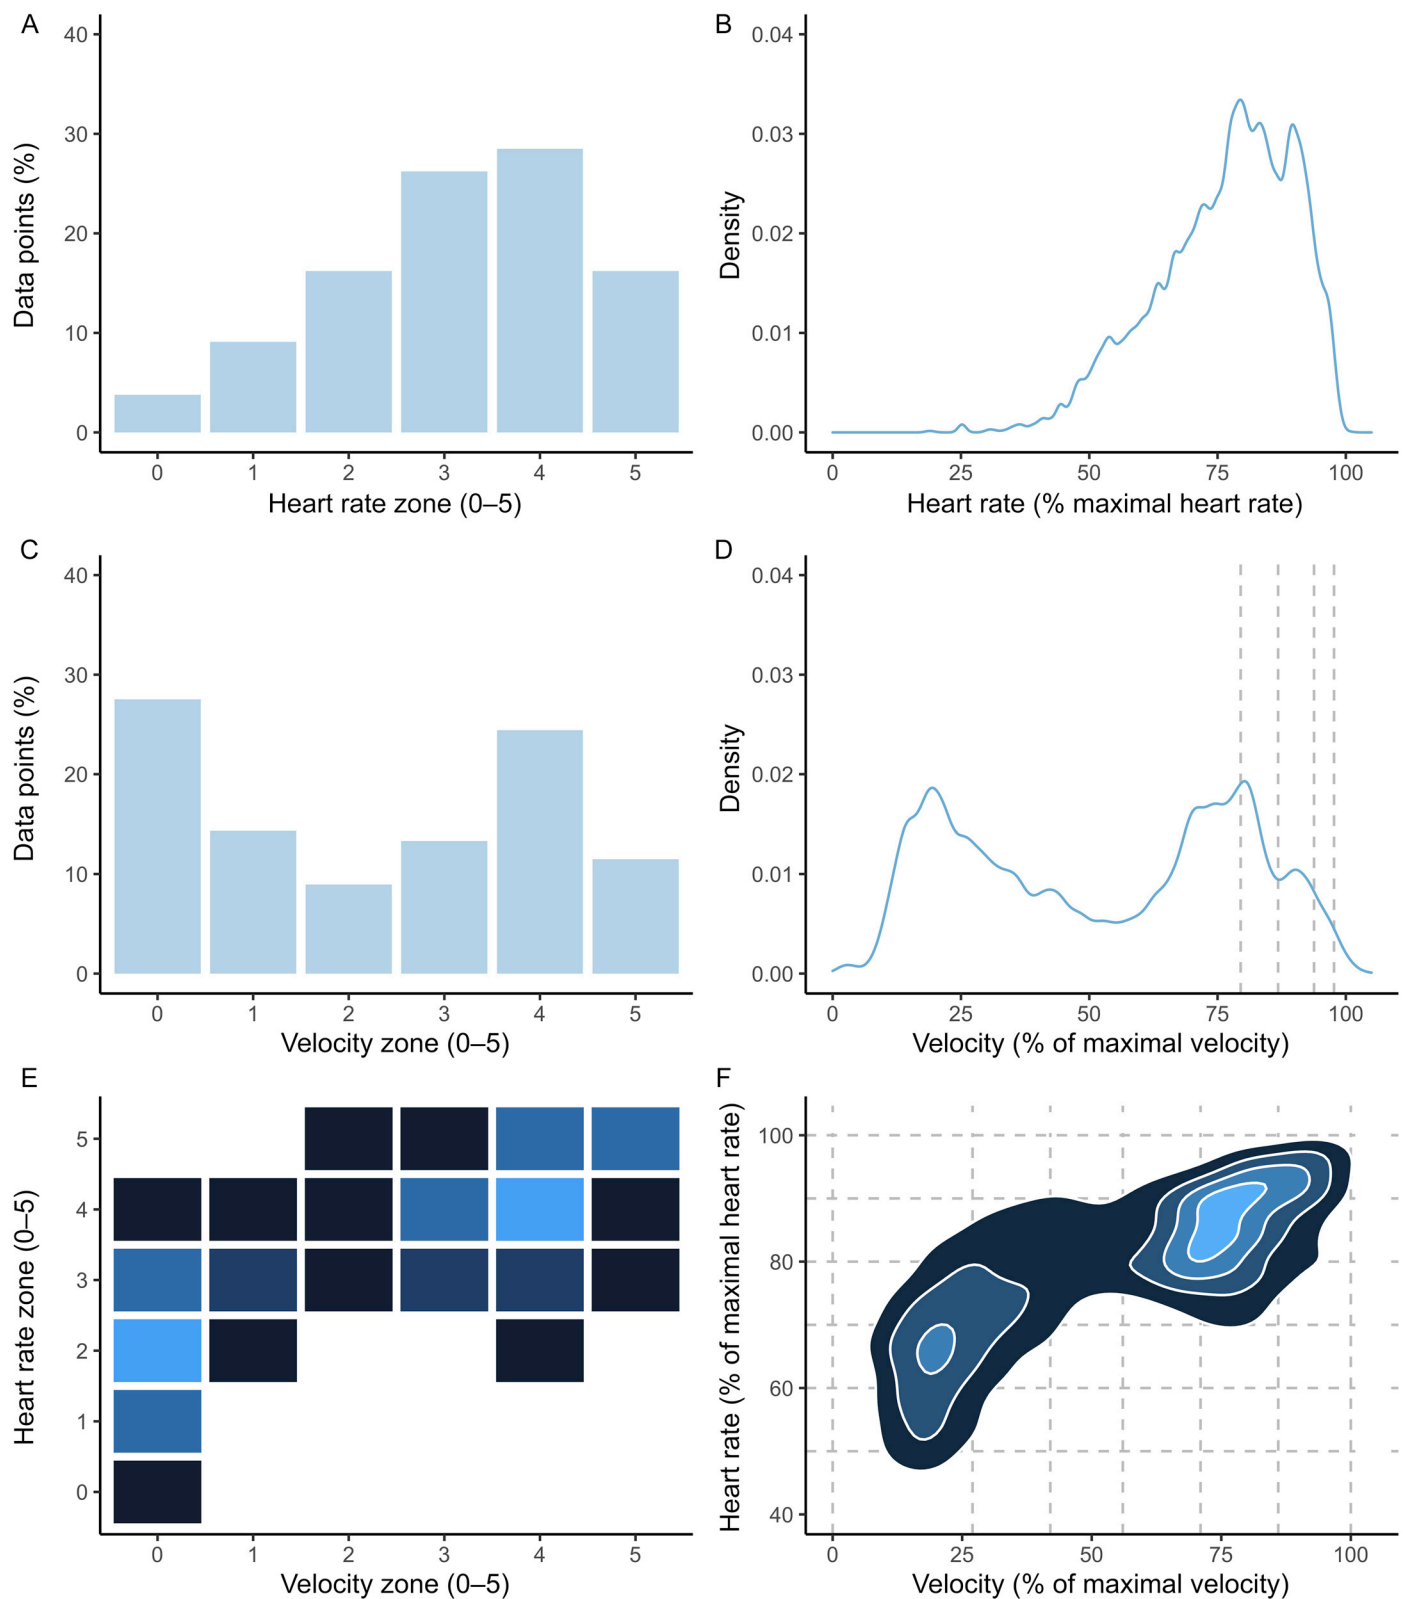 A
40
30
20
10
0
Data points (%)
0 1 2 3 4 5
Heart rate zone (0–5)
B
0.04
0.03
0.02
0.01
0.00
Density
0 25 50 75 100
Heart rate (% maximal heart rate)
C
40
30
20
10
0
Data points (%)
0 1 2 3 4 5
Velocity zone (0–5)
D
0.04
0.03
0.02
0.01
0.00
Density
0 25 50 75 100
Velocity (% of maximal velocity)
E
5
4
3
2
1
0
Heart rate zone (0–5)
0 1 2 3 4 5
Velocity zone (0–5)
F
100
80
60
40
Heart rate (% of maximal heart rate)
0 25 50 75 100
Velocity (% of maximal velocity)